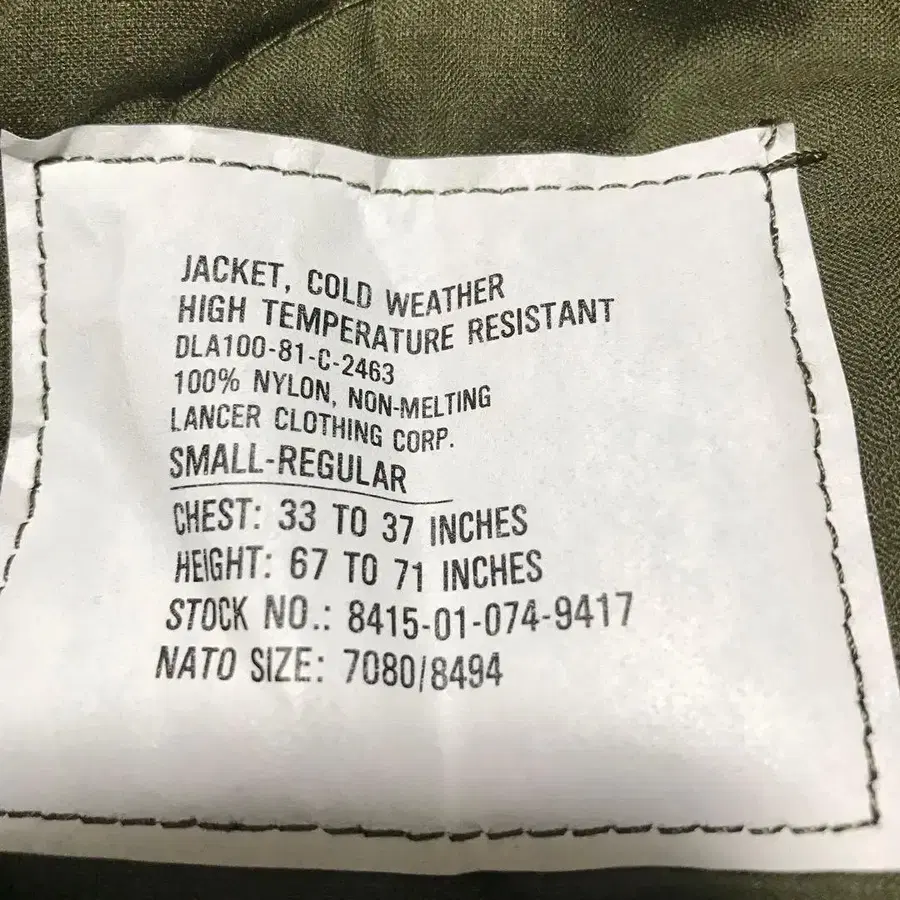 JACKET, COLD WEATHER
HIGH TEMPERATURE RESISTANT
DLA100-81-C-2463
100% NYLON, NON-MELTING
LANCER CLOTHING CORP.
SMALL-REGULAR
CHEST: 33 TO 37 INCHES
HEIGHT: 67 TO 71 INCHES
STOCK NO.: 8415-01-074-9417
NATO SIZE: 7080/8494